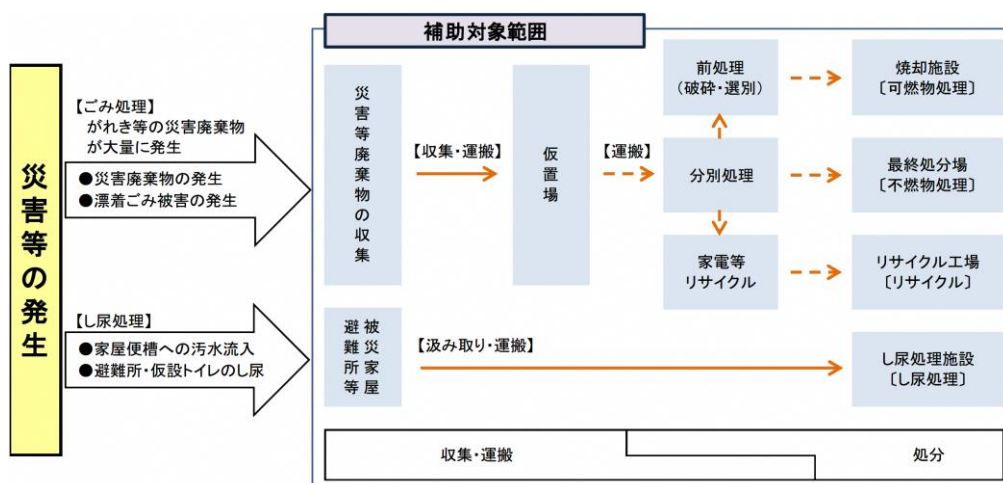 補助対象範囲
災害等の発生
【ごみ処理】
がれき等の災害廃棄物
が大量に発生
●災害廃棄物の発生
●漂着ごみ被害の発生
災害等廃棄物の収集
【収集・運搬】
仮置場
【運搬】
前処理
(破砕・選別)
焼却施設
〔可燃物処理〕
分別処理
最終処分場
[不燃物処理]
家電等
リサイクル
リサイクル工場
〔リサイクル〕
【し尿処理】
●家屋便槽への汚水流入
●避難所・仮設トイレのし尿
被災家屋
避難所等
【汲み取り・運搬】
し尿処理施設
[し尿処理]
収集・運搬
処分